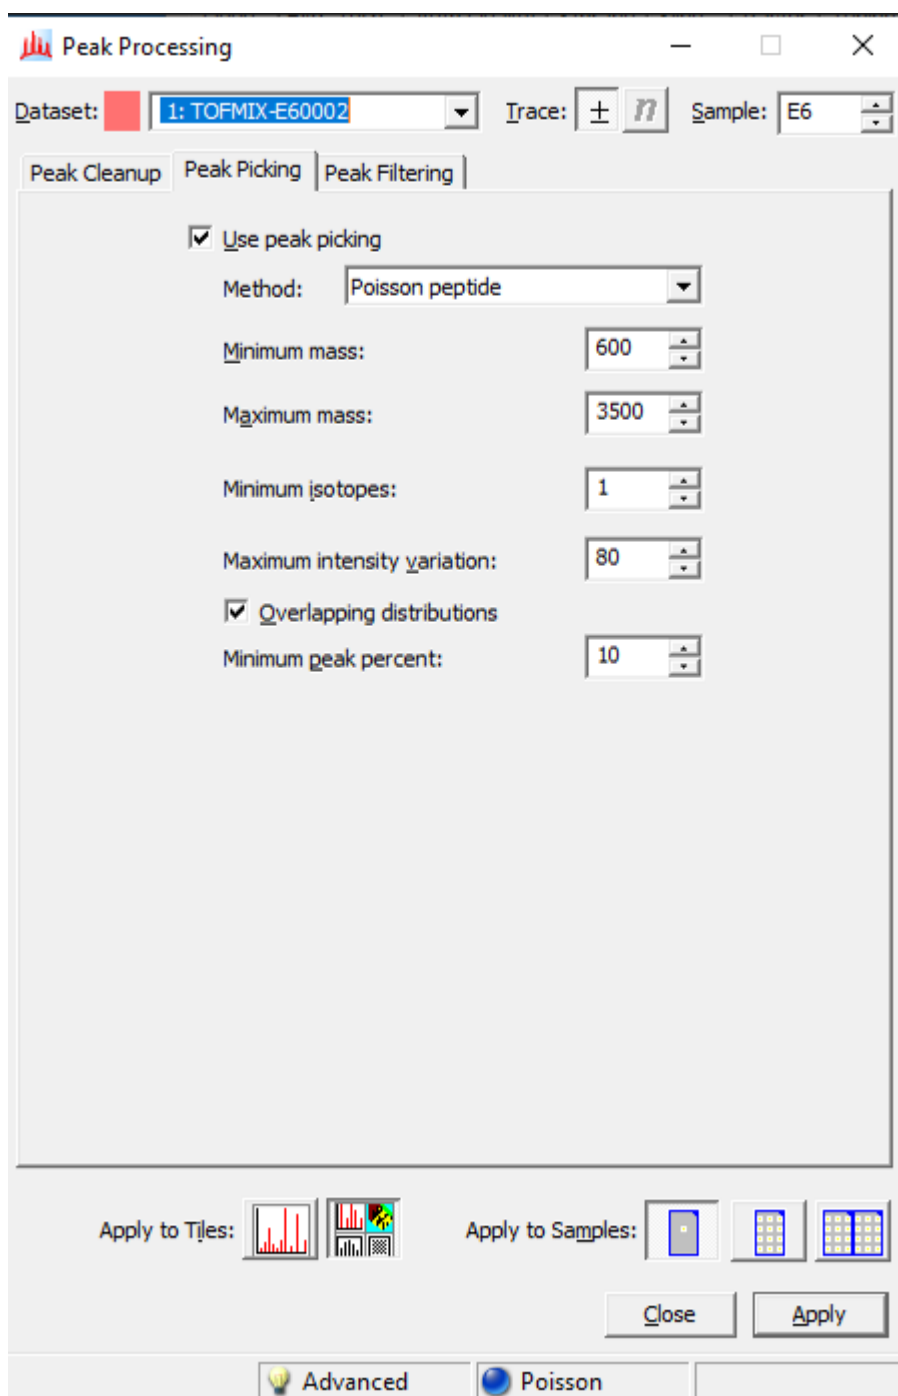 Peak Processing
Dataset: 1: TOFMIX-E60002 Trace: ± n Sample: E6
Peak Cleanup Peak Picking Peak Filtering
Use peak picking
Method: Poisson peptide
Minimum mass: 600
Maximum mass: 3500
Minimum isotopes: 1
Maximum intensity variation: 80
Overlapping distributions
Minimum peak percent: 10
Apply to Tiles: Apply to Samples:
Close Apply
Advanced Poisson